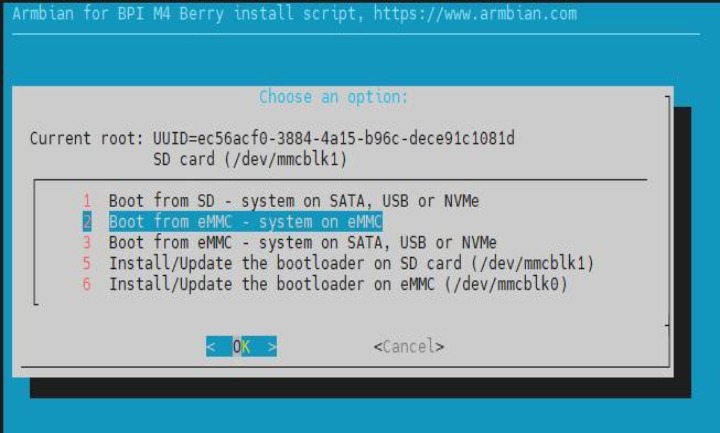 Armbian for BPI M4 Berry install script, https://www.armbian.com
Choose an option:
Current root: UUID=ec56acf0-3884-4a15-b96c-dece91c1081d
SD card (/dev/mmcblk1)
1 Boot from SD - system on SATA, USB or NVMe
2 Boot from eMMC - system on eMMC
3 Boot from eMMC - system on SATA, USB or NVMe
5 Install/Update the bootloader on SD card (/dev/mmcblk1)
6 Install/Update the bootloader on eMMC (/dev/mmcblk0)
< OK > <Cancel>